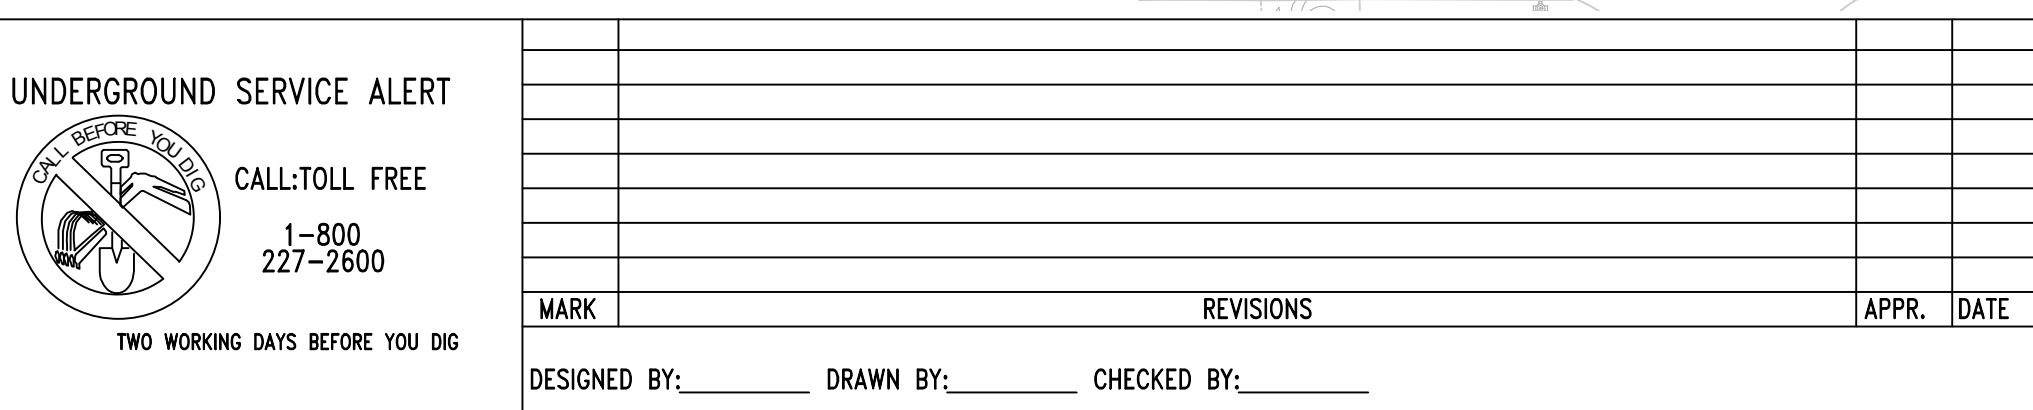 UNDERGROUND SERVICE ALERT
CALL BEFORE YOU DIG
CALL:TOLL FREE
1-800
227-2600
TWO WORKING DAYS BEFORE YOU DIG
MARK REVISIONS APPR. DATE
DESIGNED BY: DRAWN BY: CHECKED BY: